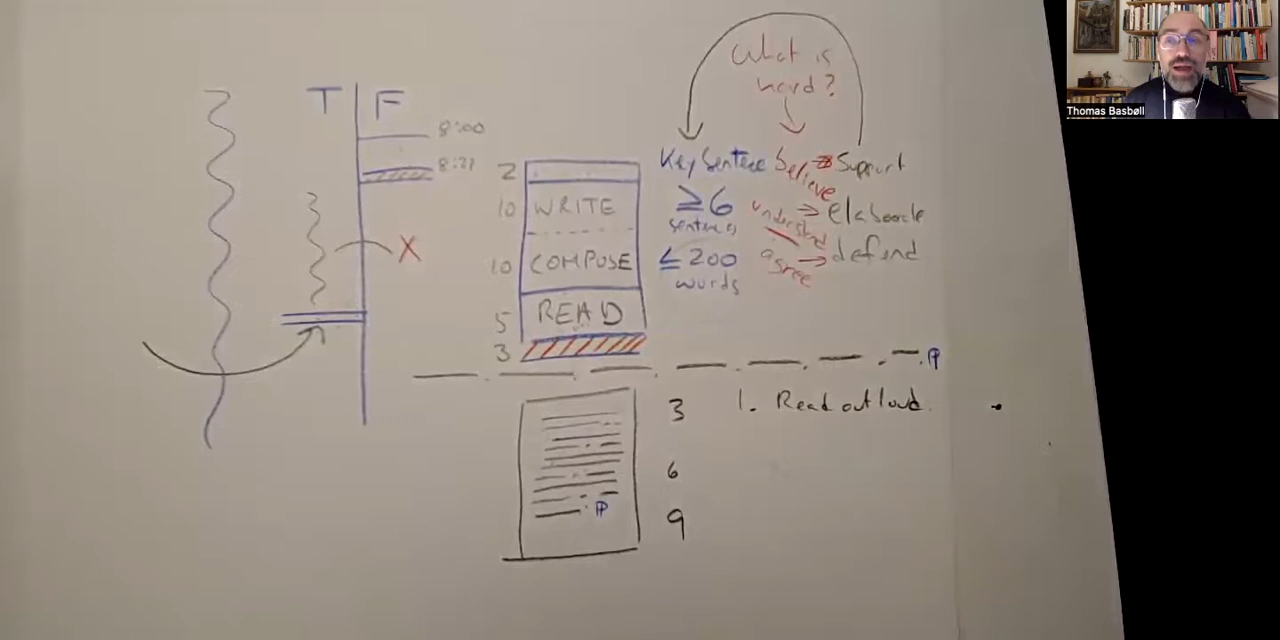 T F
8:00
8:27
2
10 WRITE
10 COMPOSE
5 READ
3
What is
hard?
Key Sentence
≥6
sentences
≤ 200
words
believe → Support
understand → elaborate
agree → defend
P
3
6
9
1. Read out loud.
P
Thomas Basbøll